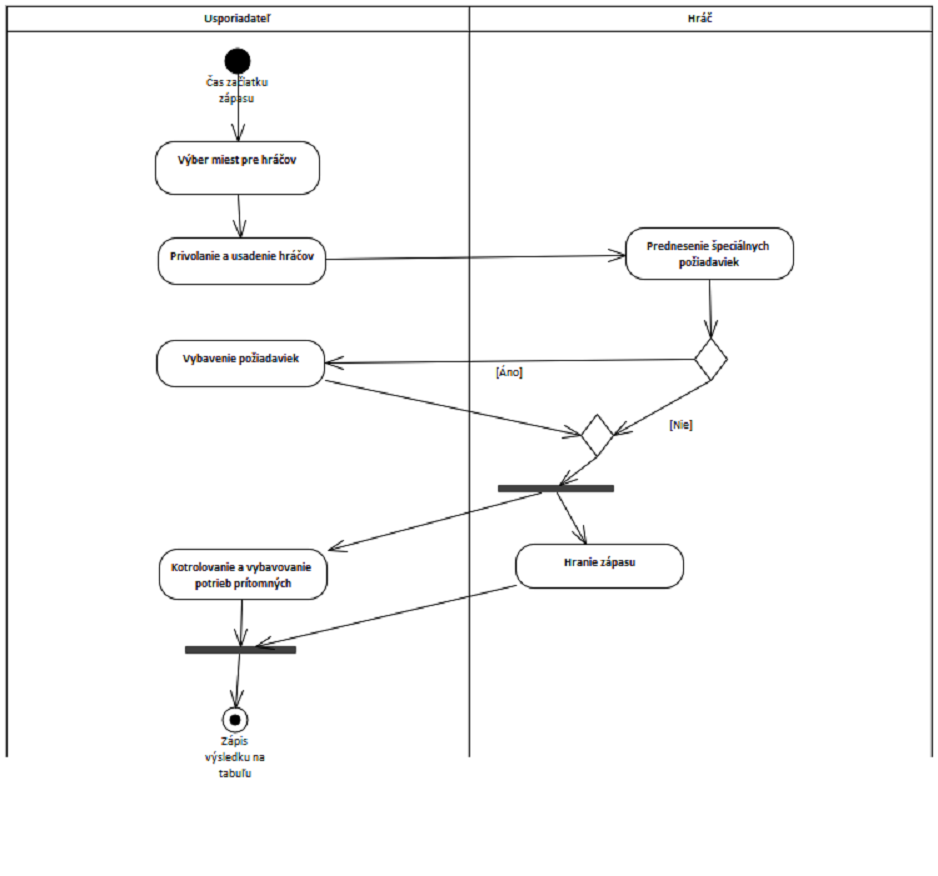 Usporiadateľ
Hráč
Čas začiatku
zápasu
Výber miest pre hráčov
Privolanie a usadenie hráčov
Prednesenie špeciálnych
požiadaviek
Vybavenie požiadaviek
[Áno]
[Nie]
Kotrolovanie a vybavovanie
potrieb prítomných
Hranie zápasu
Zápis
výsledku na
tabuľu